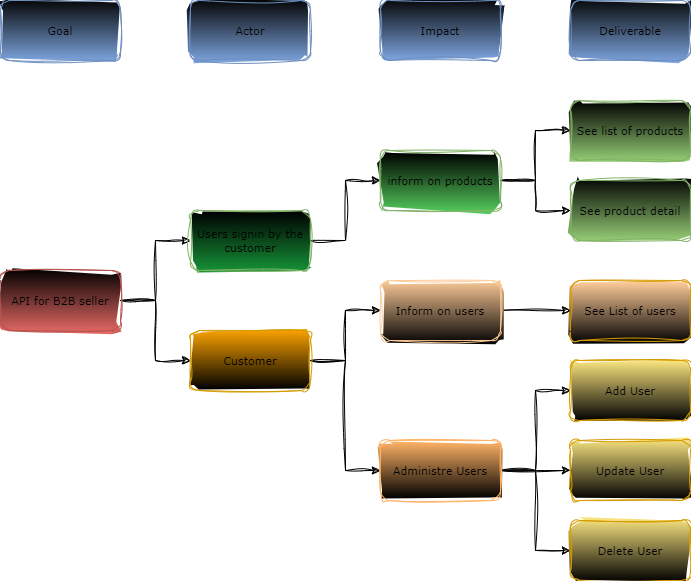 Goal
Actor
Impact
Deliverable
See list of products
inform on products
See product detail
Users signin by the
customer
API for B2B seller
Inform on users
See List of users
Customer
Add User
Administre Users
Update User
Delete User